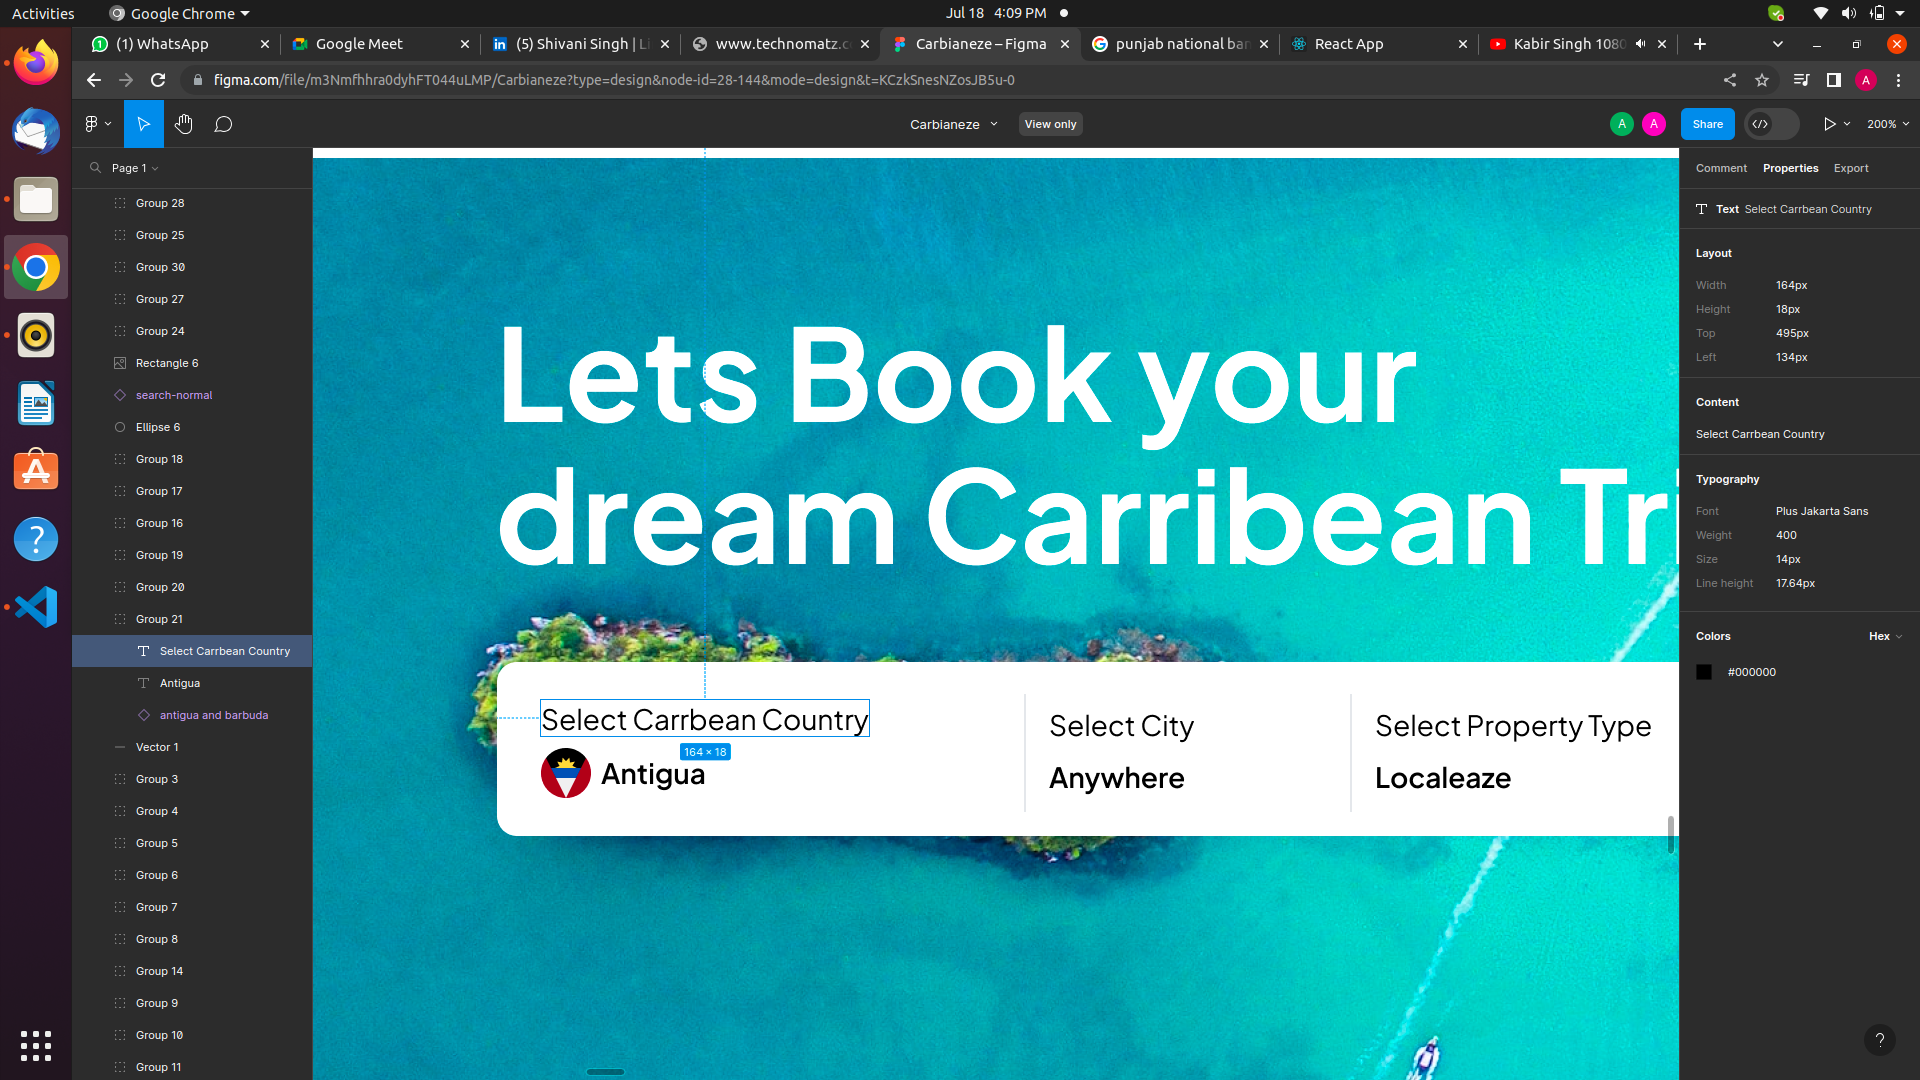 Activities
Google Chrome
Jul 18 4:09 PM
(1) WhatsApp
Google Meet
(5) Shivani Singh | Li
www.technomatz.c
Carbianeze – Figma
punjab national ban
React App
Kabir Singh 1080
figma.com/file/m3Nmfhhra0dyhFT044uLMP/Carbianeze?type=design&node-id=28-144&mode=design&t=KCzkSnesNZosJB5u-0
A
Carbianeze
View only
A
A
Share
200%
Page 1
Group 28
Group 25
Group 30
Group 27
Group 24
Rectangle 6
search-normal
Ellipse 6
Group 18
Group 17
Group 16
Group 19
Group 20
Group 21
Select Carrbean Country
Antigua
antigua and barbuda
Vector 1
Group 3
Group 4
Group 5
Group 6
Group 7
Group 8
Group 14
Group 9
Group 10
Group 11
Lets Book your
dream Carribean Tri
Select Carrbean Country
164 × 18
Antigua
Select City
Anywhere
Select Property Type
Localeaze
Comment
Properties
Export
Text Select Carrbean Country
Layout
Width 164px
Height 18px
Top 495px
Left 134px
Content
Select Carrbean Country
Typography
Font Plus Jakarta Sans
Weight 400
Size 14px
Line height 17.64px
Colors
Hex
#000000
?